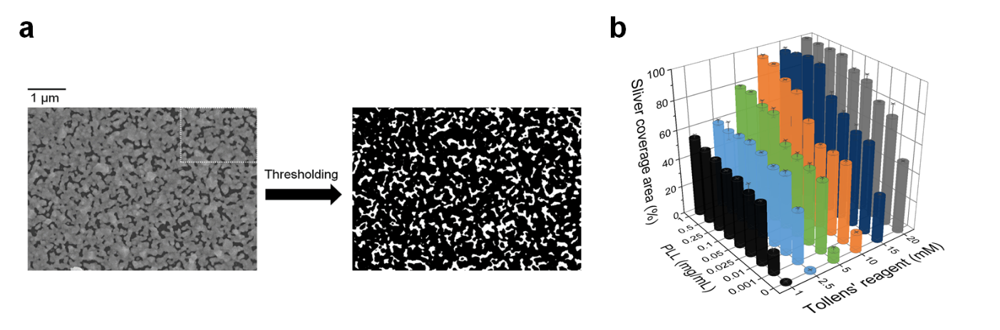 a
1 μm
Thresholding
b
Sliver coverage area (%)
100
80
60
40
20
0
PLL (mg/mL)
0.5
0.25
0.1
0.05
0.025
0.01
0.001
0
Tollens' reagent (mM)
1
2.5
5
10
15
20